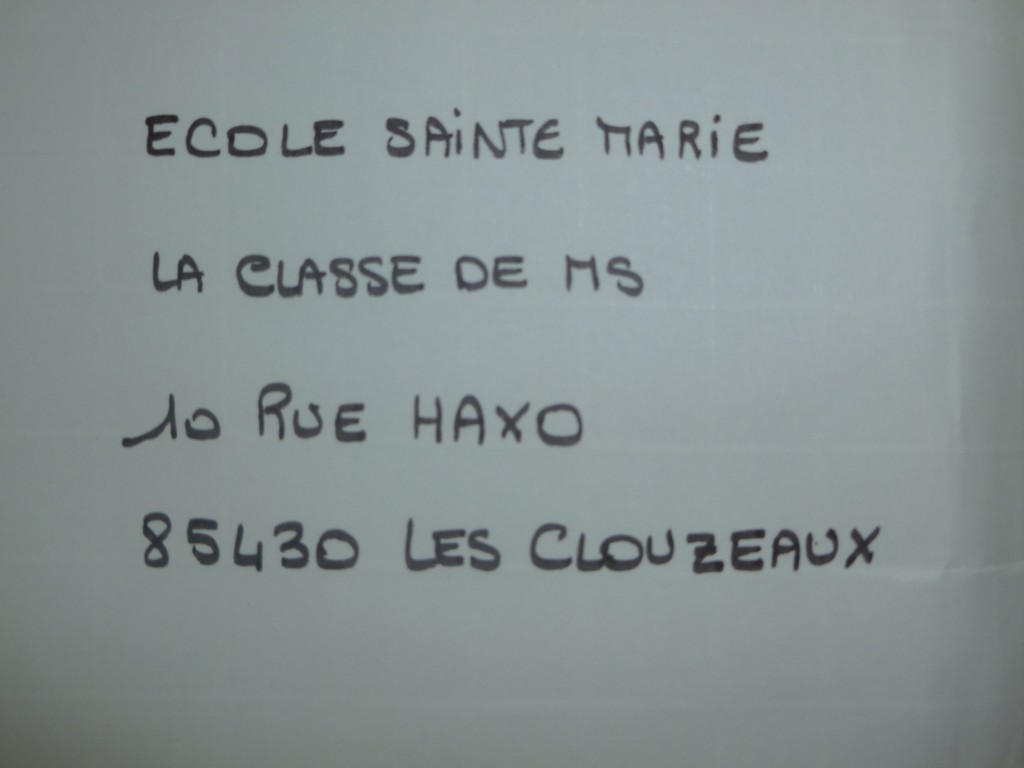 ECOLE SAiNTE MARiE
LA CLASSE DE MS
10 RUE HAXO
85430 LES CLOUZEAUX